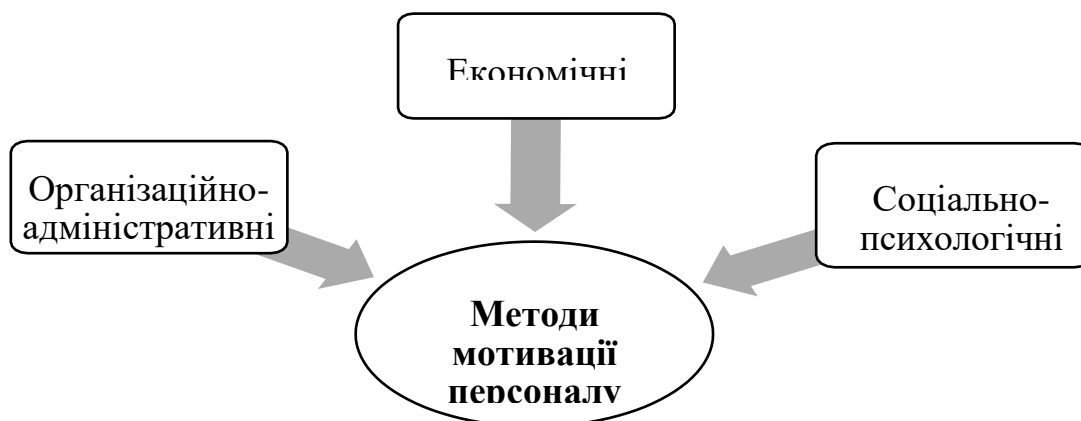 Економічні
Організаційно-
адміністративні
Соціально-
психологічні
Методи
мотивації
персоналу